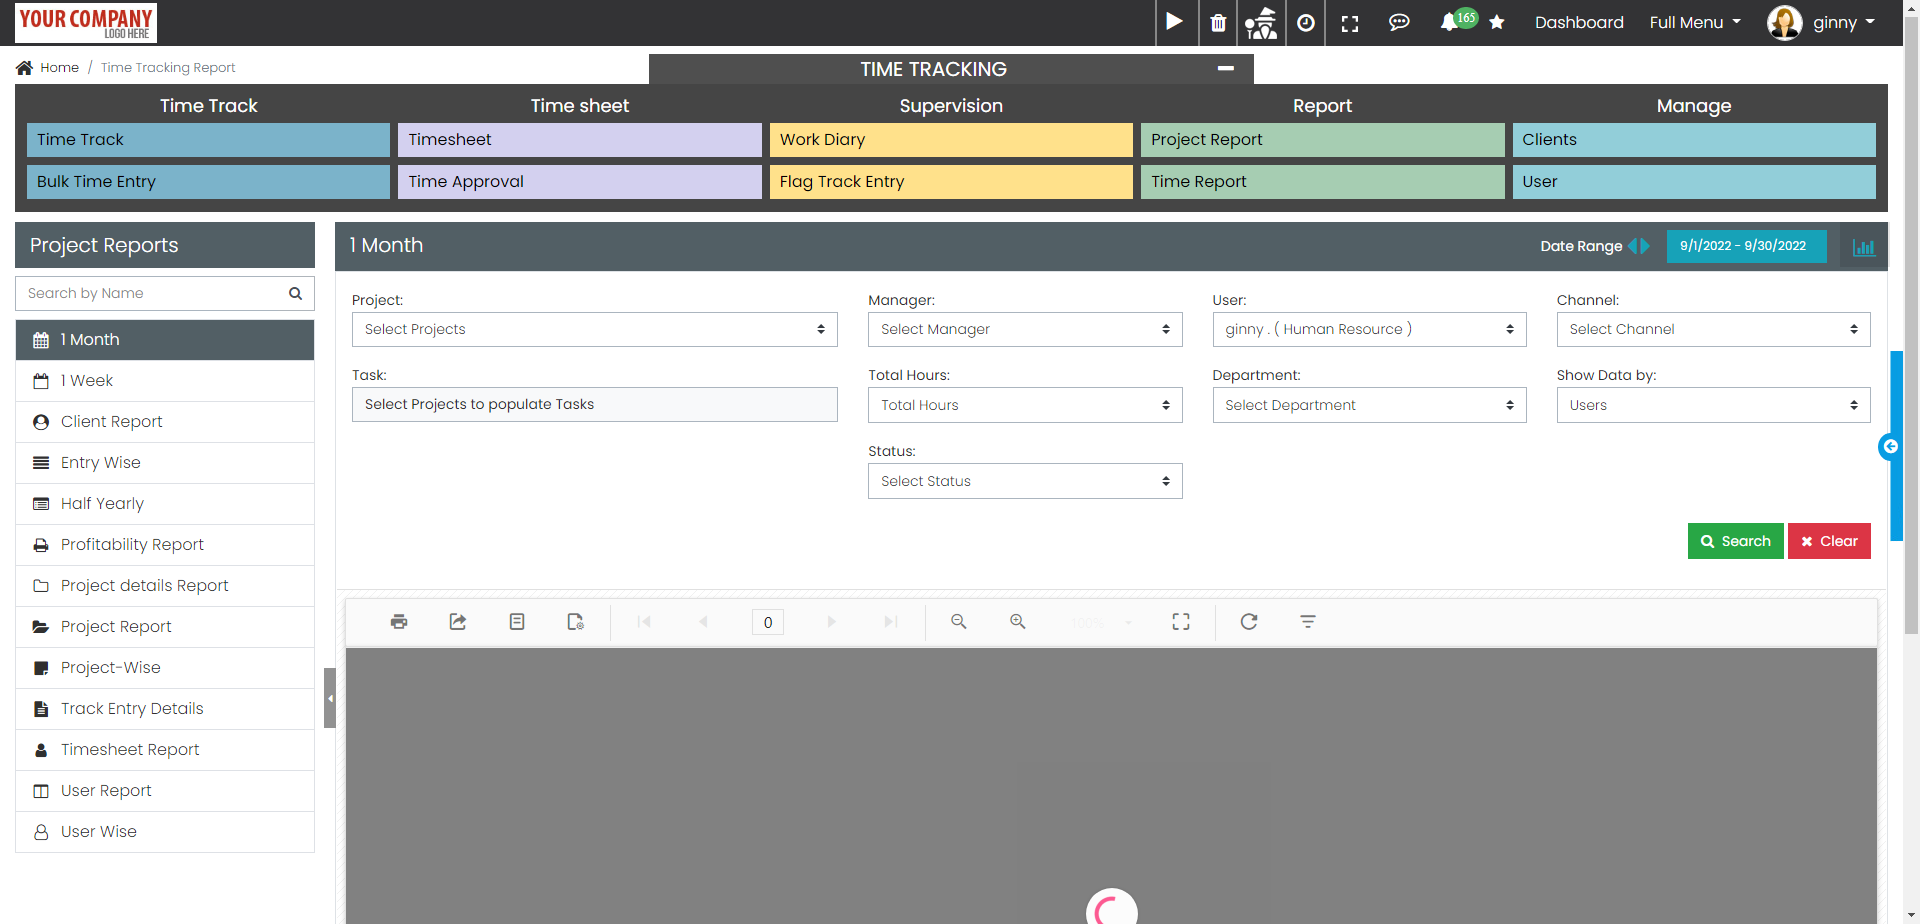 YOUR COMPANY
LOGO HERE
165
Dashboard
Full Menu
ginny
Home / Time Tracking Report
TIME TRACKING
Time Track
Time sheet
Supervision
Report
Manage
Time Track
Timesheet
Work Diary
Project Report
Clients
Bulk Time Entry
Time Approval
Flag Track Entry
Time Report
User
Project Reports
Search by Name
1 Month
1 Week
Client Report
Entry Wise
Half Yearly
Profitability Report
Project details Report
Project Report
Project-Wise
Track Entry Details
Timesheet Report
User Report
User Wise
1 Month
Date Range
9/1/2022 - 9/30/2022
Project:
Manager:
User:
Channel:
Select Projects
Select Manager
ginny . ( Human Resource )
Select Channel
Task:
Total Hours:
Department:
Show Data by:
Select Projects to populate Tasks
Total Hours
Select Department
Users
Status:
Select Status
Search
Clear
0
100%